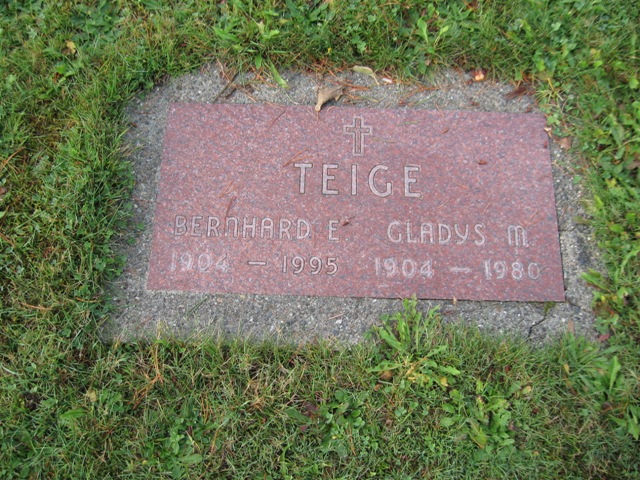 TEIGE
BERNHARD E. GLADYS M.
1904 – 1995 1904 – 1980